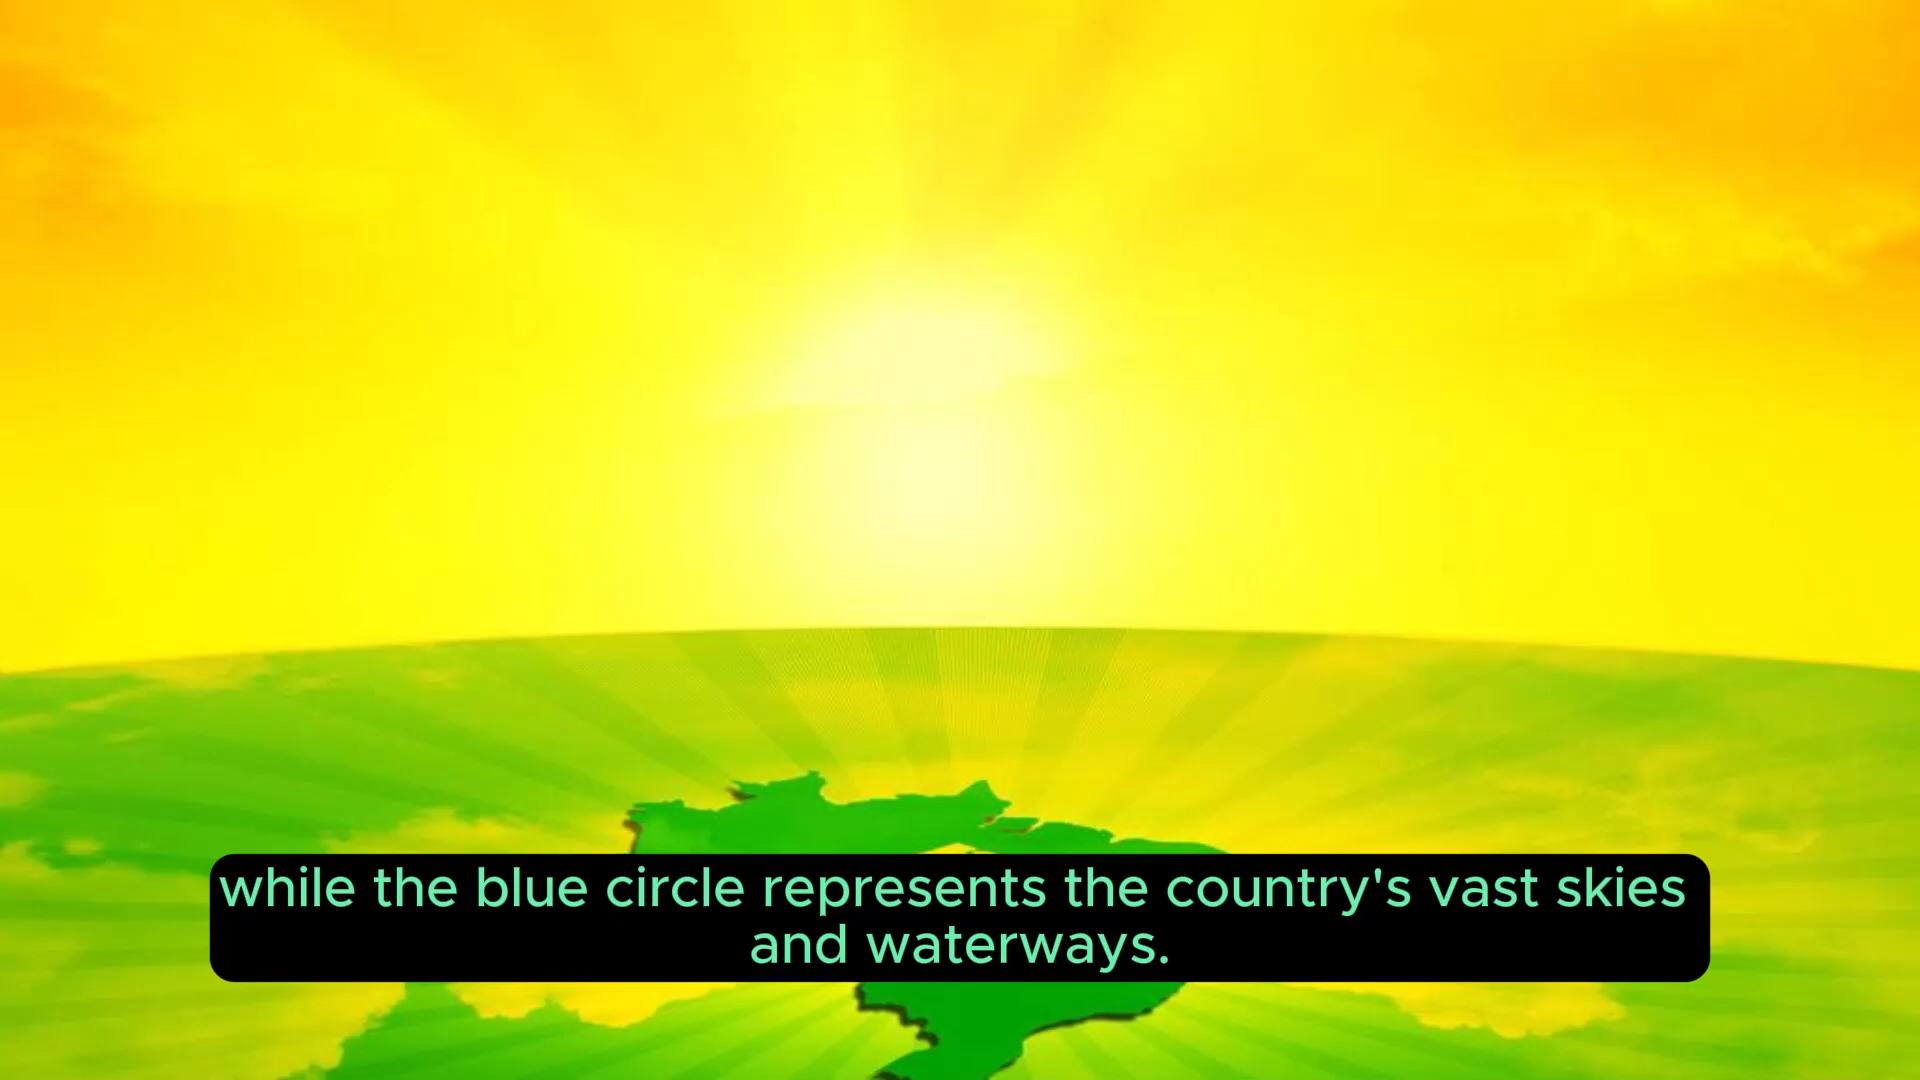 while the blue circle represents the country's vast skies
and waterways.